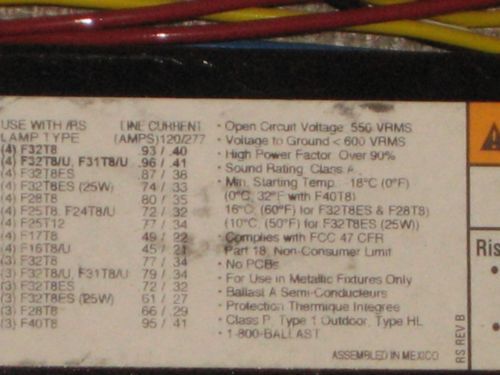 USE WITH /RS LINE CURRENT
LAMP TYPE (AMPS) 120/277
(4) F32T8 .93 / .40
(4) F32T8/U, F31T8/U .96 / .41
(4) F32T8ES .87 / .38
(4) F32T8ES (25W) .74 / .33
(4) F28T8 .80 / .35
(4) F25T8, F24T8/U .72 / .32
(4) F25T12 .77 / .34
(4) F17T8 .49 / .22
(4) F16T8/U .45 / .21
(3) F32T8 .77 / .34
(3) F32T8/U, F31T8/U .79 / .34
(3) F32T8ES .72 / .32
(3) F32T8ES (25W) .61 / .27
(3) F28T8 .66 / .29
(3) F40T8 .95 / .41
· Open Circuit Voltage: 550 VRMS
· Voltage to Ground < 600 VRMS
· High Power Factor: Over 90%
· Sound Rating: Class A
· Min. Starting Temp. -18°C (0°F)
(0°C, 32°F with F40T8)
16°C, (60°F) for F32T8ES & F28T8)
(10°C, (50°F) for F32T8ES (25W))
· Complies with FCC 47 CFR
Part 18, Non-Consumer Limit
· No PCBs
· For Use in Metallic Fixtures Only
· Ballast A Semi-Conducteurs
· Protection Thermique Integree
· Class P, Type 1 Outdoor, Type HL
· 1-800-BALLAST
ASSEMBLED IN MEXICO
RS REV B
Ris